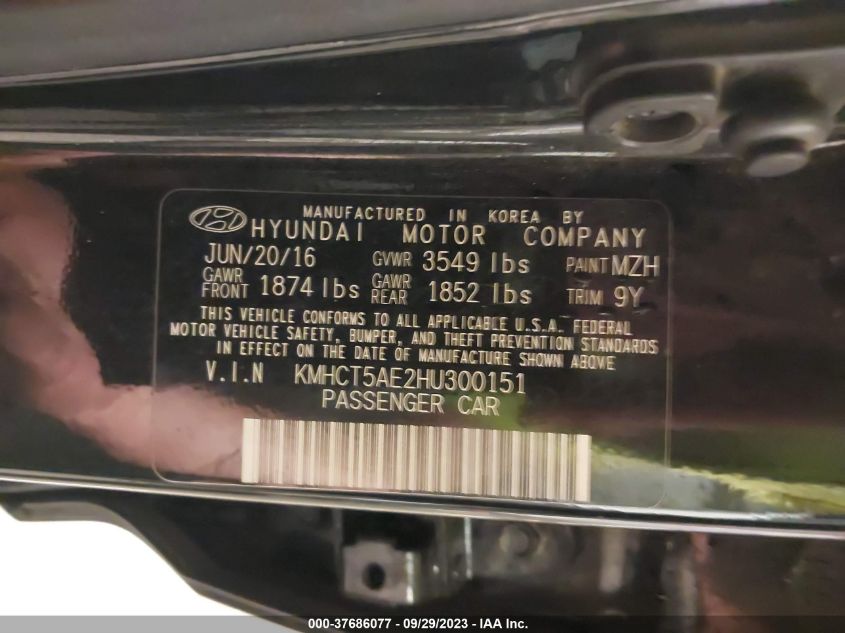 MANUFACTURED IN KOREA BY
HYUNDAI MOTOR COMPANY
JUN/20/16 GVWR 3549 lbs PAINT MZH
GAWR FRONT 1874 lbs GAWR REAR 1852 lbs TRIM 9Y
THIS VEHICLE CONFORMS TO ALL APPLICABLE U.S.A. FEDERAL
MOTOR VEHICLE SAFETY, BUMPER, AND THEFT PREVENTION STANDARDS
IN EFFECT ON THE DATE OF MANUFACTURE SHOWN ABOVE
V.I.N KMHCT5AE2HU300151
PASSENGER CAR
000-37686077 - 09/29/2023 - IAA Inc.